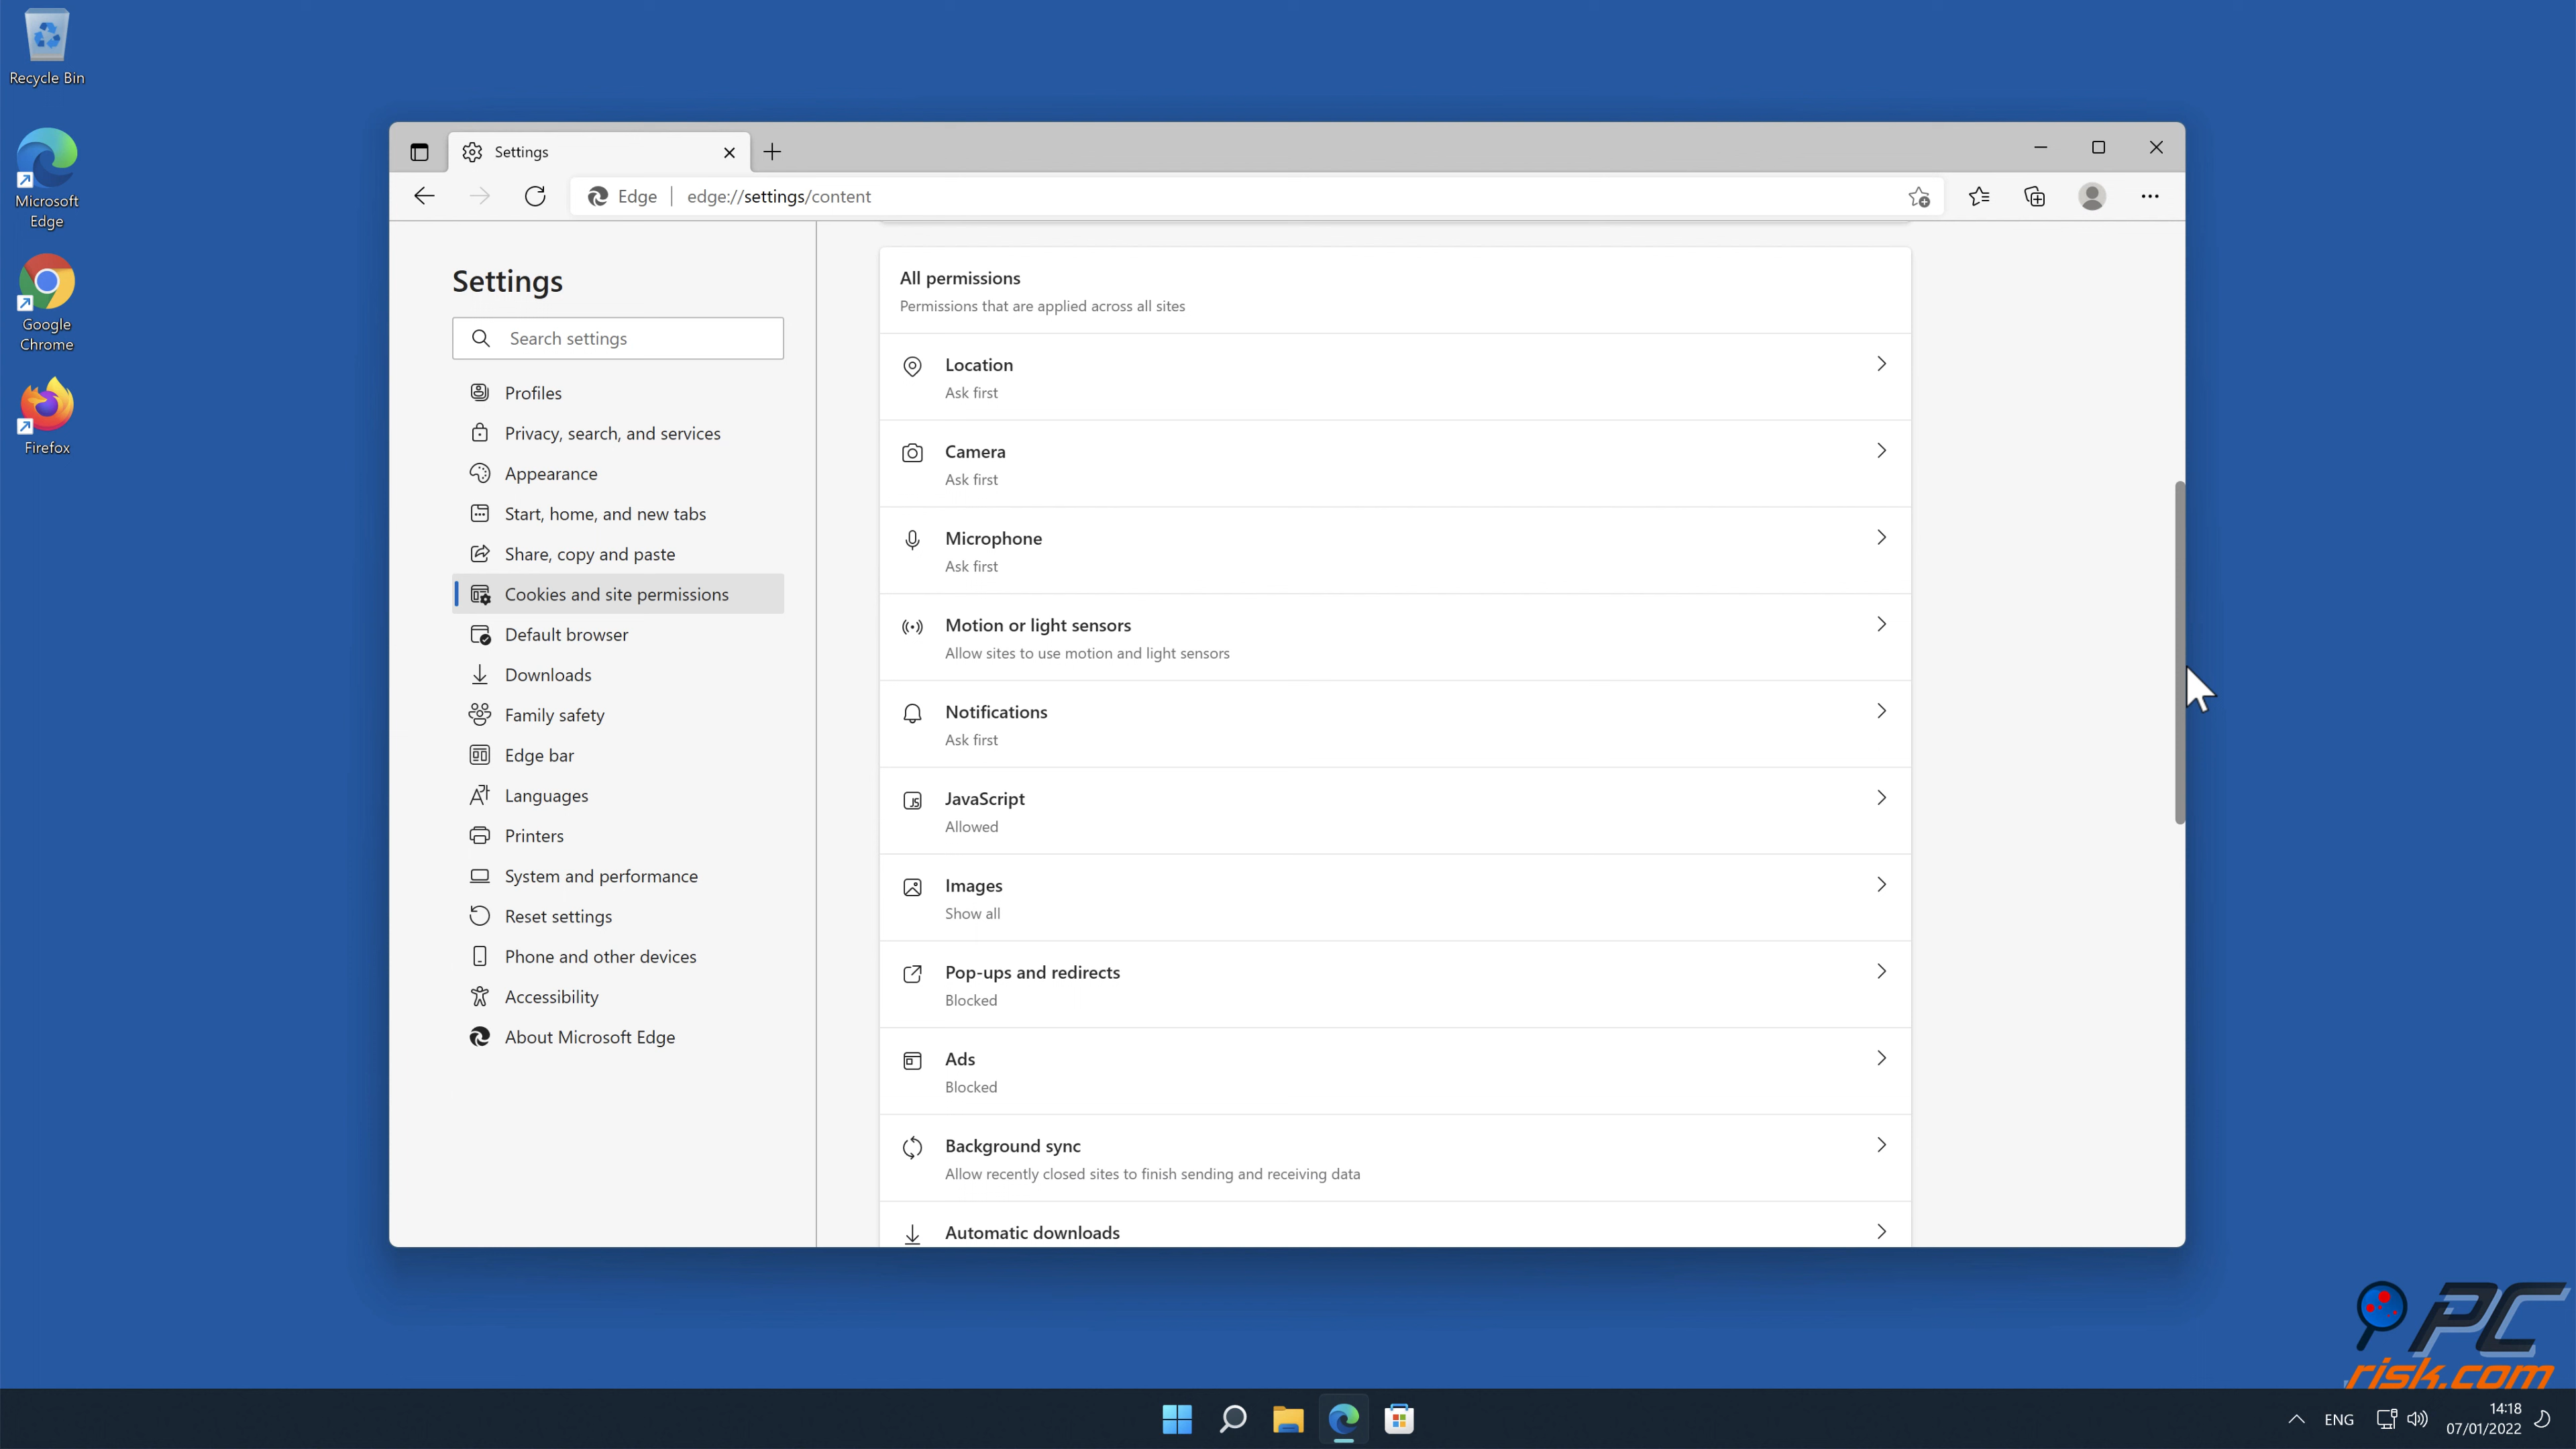 Recycle Bin
Microsoft
Edge
Google
Chrome
Firefox
Settings
Edge
edge://settings/content
Settings
Search settings
Profiles
Privacy, search, and services
Appearance
Start, home, and new tabs
Share, copy and paste
Cookies and site permissions
Default browser
Downloads
Family safety
Edge bar
Languages
Printers
System and performance
Reset settings
Phone and other devices
Accessibility
About Microsoft Edge
All permissions
Permissions that are applied across all sites
Location
Ask first
Camera
Ask first
Microphone
Ask first
Motion or light sensors
Allow sites to use motion and light sensors
Notifications
Ask first
JavaScript
Allowed
Images
Show all
Pop-ups and redirects
Blocked
Ads
Blocked
Background sync
Allow recently closed sites to finish sending and receiving data
Automatic downloads
PC
risk.com
ENG
14:18
07/01/2022